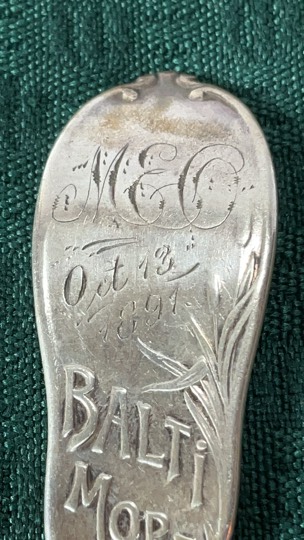 MEC
Oct 13
1891
BALTI
MOR